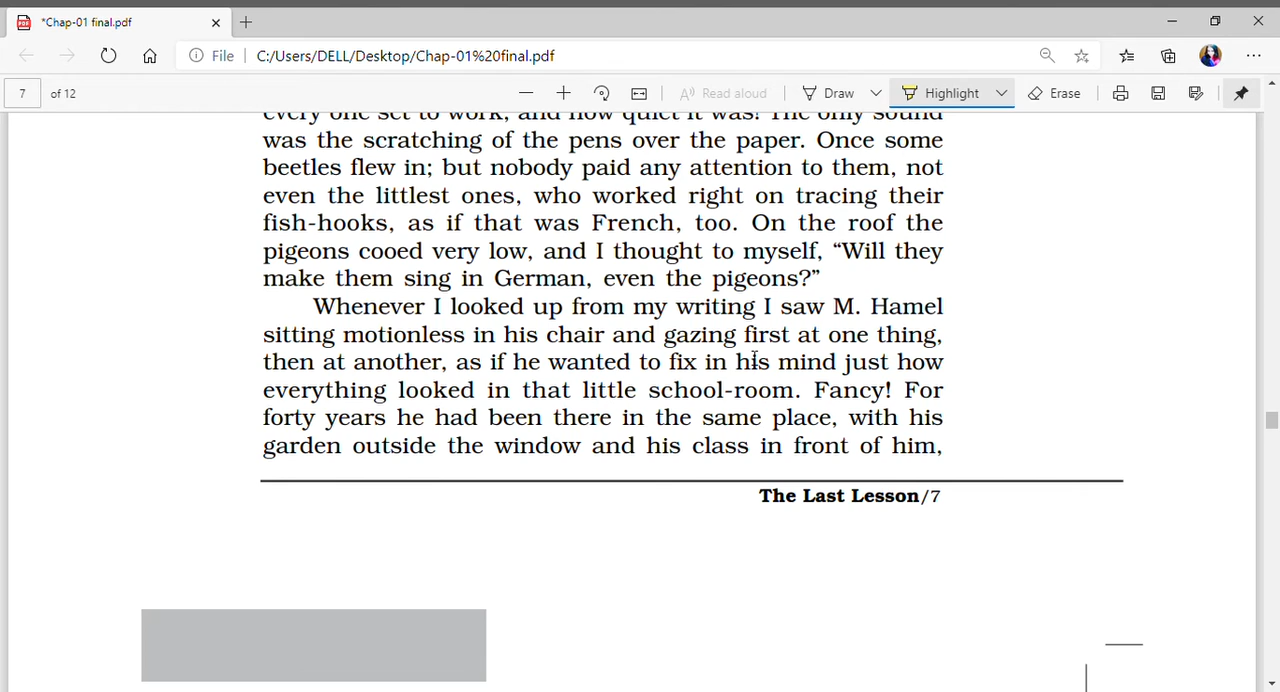 *Chap-01 final.pdf
File
C:/Users/DELL/Desktop/Chap-01%20final.pdf
7 of 12
Read aloud
Draw
Highlight
Erase
every one set to work, and how quiet it was! The only sound
was the scratching of the pens over the paper. Once some
beetles flew in; but nobody paid any attention to them, not
even the littlest ones, who worked right on tracing their
fish-hooks, as if that was French, too. On the roof the
pigeons cooed very low, and I thought to myself, “Will they
make them sing in German, even the pigeons?”
Whenever I looked up from my writing I saw M. Hamel
sitting motionless in his chair and gazing first at one thing,
then at another, as if he wanted to fix in his mind just how
everything looked in that little school-room. Fancy! For
forty years he had been there in the same place, with his
garden outside the window and his class in front of him,
The Last Lesson/7